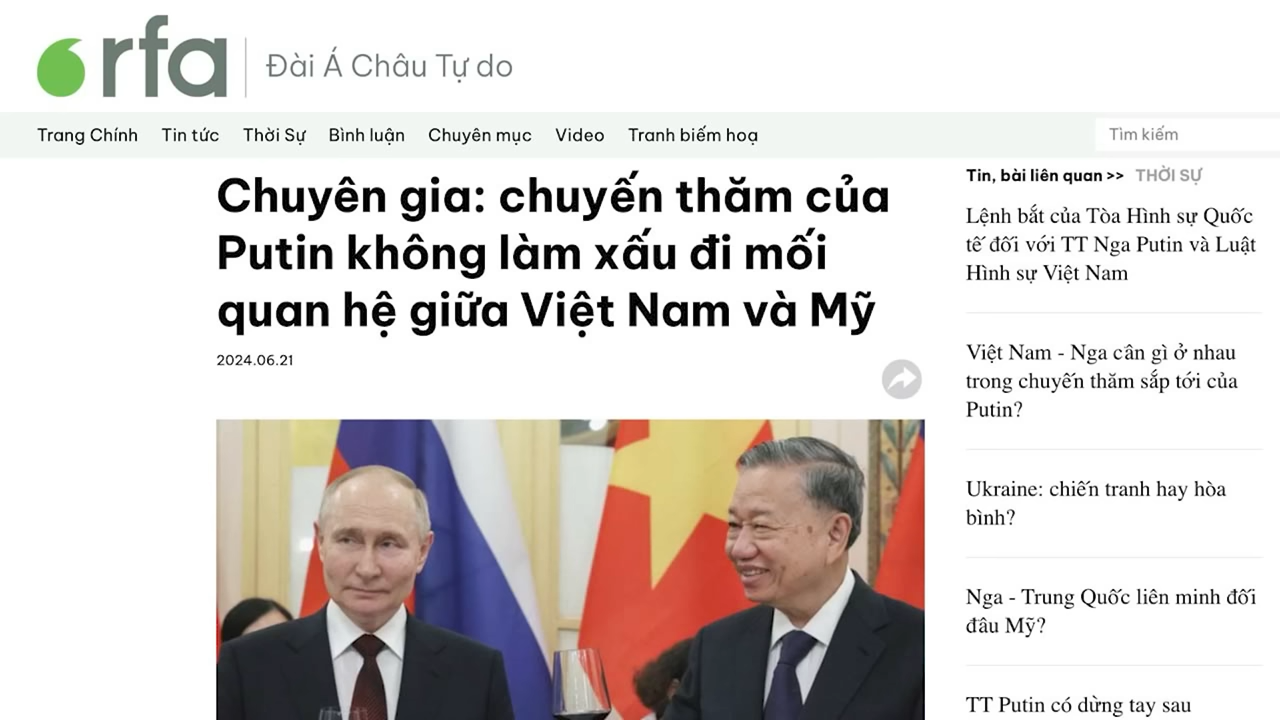 rfa
Đài Á Châu Tự do
Trang Chính Tin tức Thời Sự Bình luận Chuyên mục Video Tranh biếm hoạ
Tìm kiếm
Chuyên gia: chuyến thăm của
Putin không làm xấu đi mối
quan hệ giữa Việt Nam và Mỹ
2024.06.21
Tin, bài liên quan >> THỜI SỰ
Lệnh bắt của Tòa Hình sự Quốc
tế đối với TT Nga Putin và Luật
Hình sự Việt Nam
Việt Nam - Nga cần gì ở nhau
trong chuyến thăm sắp tới của
Putin?
Ukraine: chiến tranh hay hòa
bình?
Nga - Trung Quốc liên minh đối
đầu Mỹ?
TT Putin có dừng tay sau